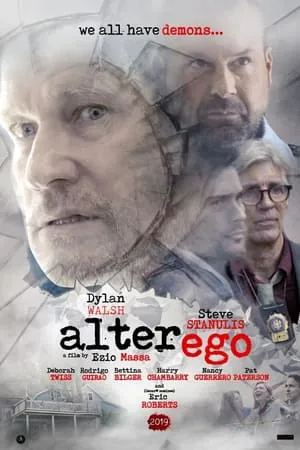 we all have demons...
Dylan
WALSH
Steve
STANULIS
alter ego
a film by Ezio Massa
Deborah TWISS
Rodrigo GUIRAO
Bettina BILGER
and
Harry CHAMBARRY
Nancy GUERRERO
Pat PATERSON
Eric
ROBERTS
2019